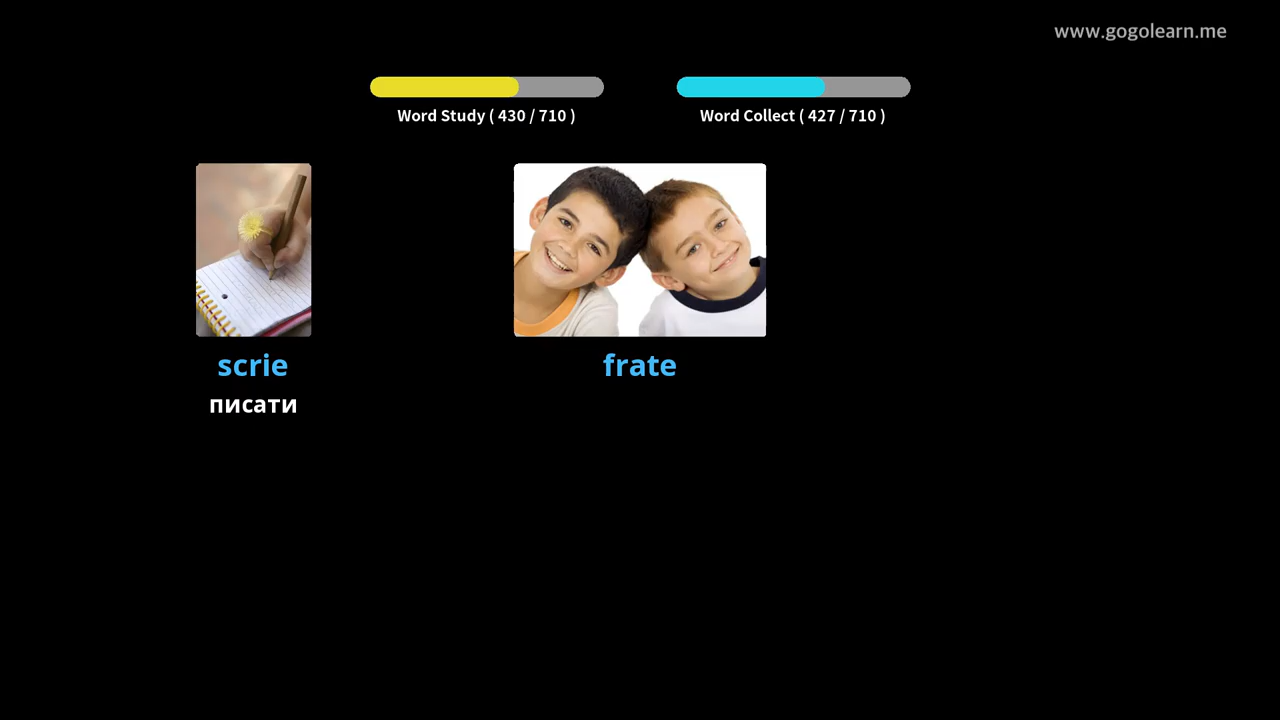 www.gogolearn.me
Word Study ( 430 / 710 )
Word Collect ( 427 / 710 )
scrie
frate
писати